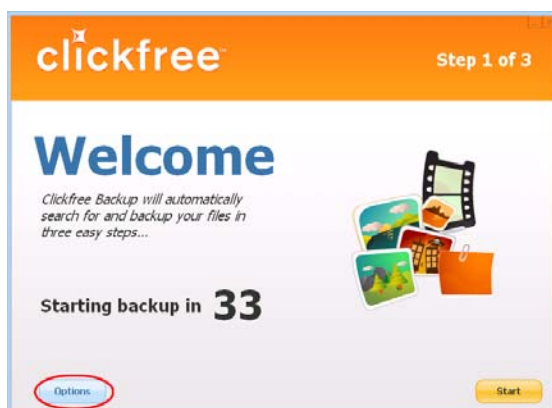 clickfree
Step 1 of 3
Welcome
Clickfree Backup will automatically
search for and backup your files in
three easy steps...
Starting backup in 33
Options
Start